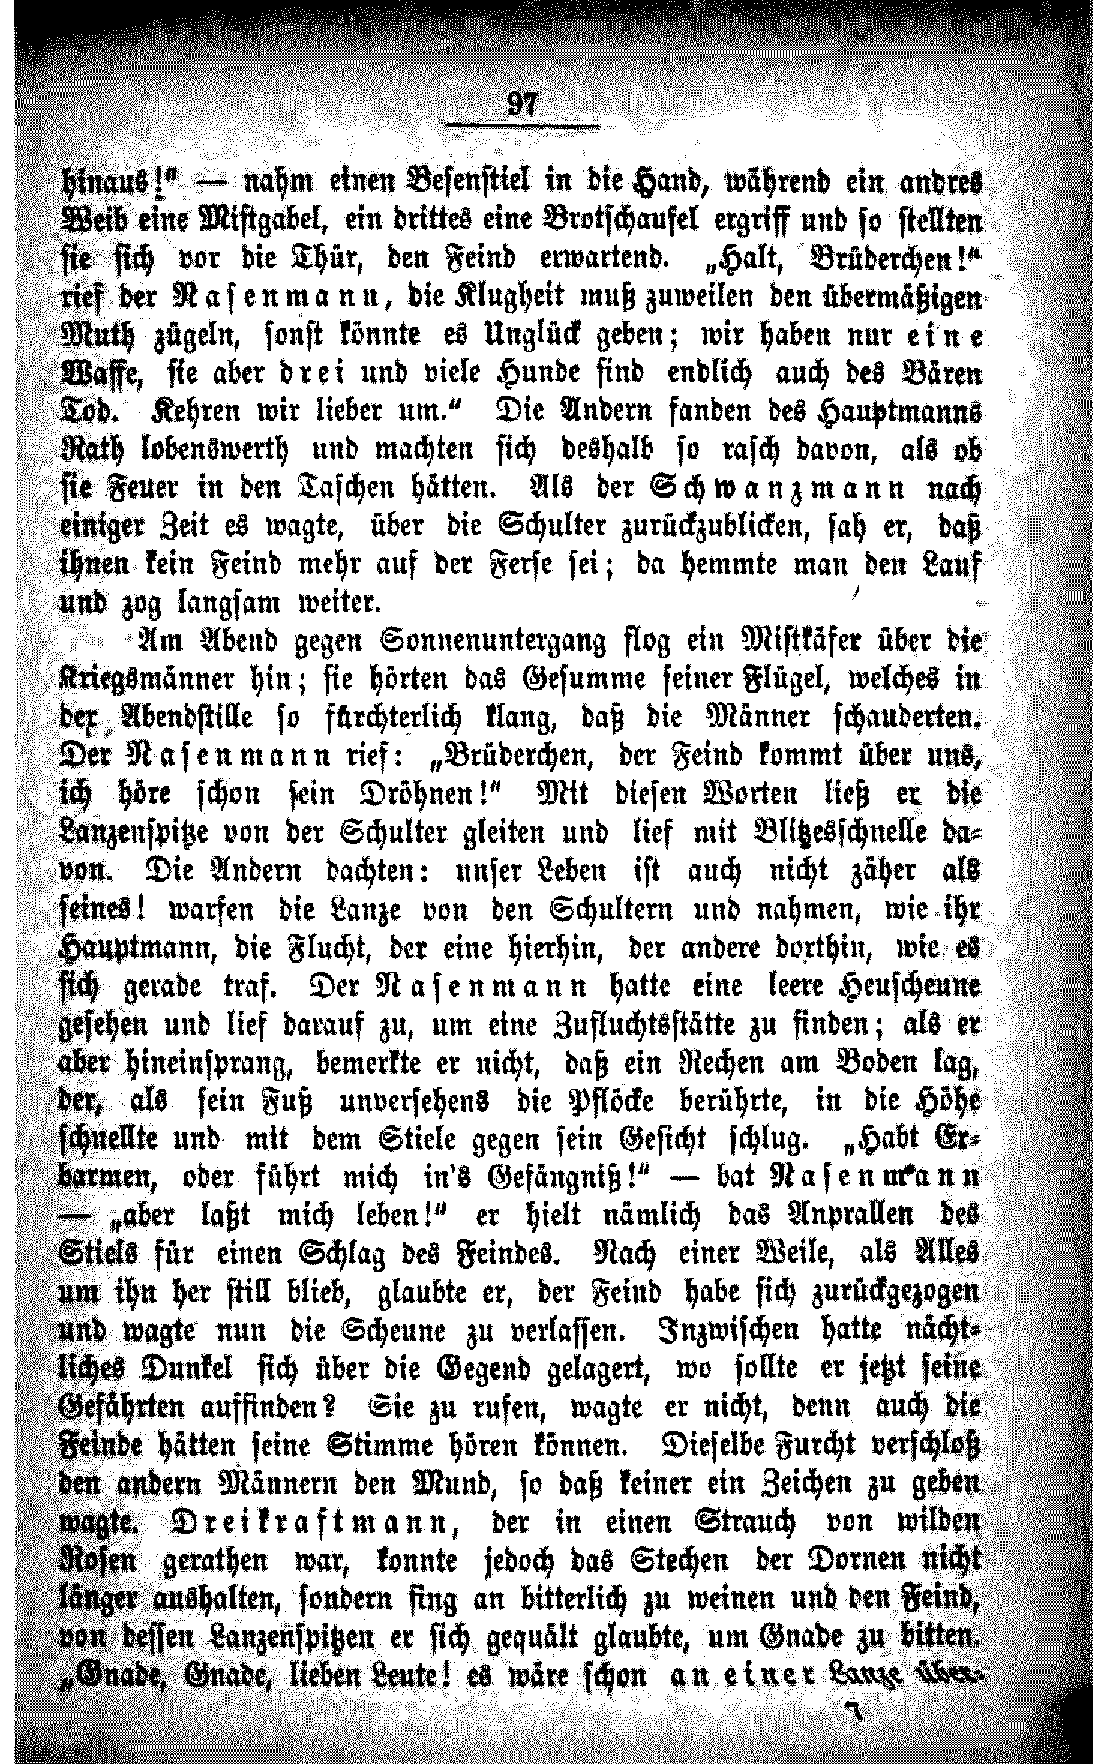 97
hinaus!“ — nahm einen Besenstiel in die Hand, während ein andres
Weib eine Mistgabel, ein drittes eine Brotschaufel ergriff und so stellten
sie sich vor die Thür, den Feind erwartend. „Halt, Brüderchen!“
rief der Nasenmann, die Klugheit muß zuweilen den übermäßigen
Muth zügeln, sonst könnte es Unglück geben; wir haben nur eine
Waffe, sie aber drei und viele Hunde sind endlich auch des Bären
Tod. Kehren wir lieber um.“ Die Andern fanden des Hauptmanns
Rath lobenswerth und machten sich deshalb so rasch davon, als ob
sie Feuer in den Taschen hätten. Als der Schwanzmann nach
einiger Zeit es wagte, über die Schulter zurückzublicken, sah er, daß
ihnen kein Feind mehr auf der Ferse sei; da hemmte man den Lauf
und zog langsam weiter.
Am Abend gegen Sonnenuntergang flog ein Mistkäfer über die
Kriegsmänner hin; sie hörten das Gesumme seiner Flügel, welches in
der Abendstille so fürchterlich klang, daß die Männer schauderten.
Der Nasenmann rief: „Brüderchen, der Feind kommt über uns,
ich höre schon sein Dröhnen!“ Mit diesen Worten ließ er die
Lanzenspitze von der Schulter gleiten und lief mit Blitzesschnelle da-
von. Die Andern dachten: unser Leben ist auch nicht zäher als
seines! warfen die Lanze von den Schultern und nahmen, wie ihr
Hauptmann, die Flucht, der eine hierhin, der andere dorthin, wie es
sich gerade traf. Der Nasenmann hatte eine leere Heuscheune
gesehen und lief darauf zu, um eine Zufluchtsstätte zu finden; als er
aber hineinsprang, bemerkte er nicht, daß ein Rechen am Boden lag,
der, als sein Fuß unversehens die Pflöcke berührte, in die Höhe
schnellte und mit dem Stiele gegen sein Gesicht schlug. „Habt Er-
barmen, oder führt mich in's Gefängniß!“ — bat Nasenmann
— „aber laßt mich leben!“ er hielt nämlich das Anprallen des
Stiels für einen Schlag des Feindes. Nach einer Weile, als Alles
um ihn her still blieb, glaubte er, der Feind habe sich zurückgezogen
und wagte nun die Scheune zu verlassen. Inzwischen hatte nächt-
liches Dunkel sich über die Gegend gelagert, wo sollte er jetzt seine
Gefährten auffinden? Sie zu rufen, wagte er nicht, denn auch die
Feinde hätten seine Stimme hören können. Dieselbe Furcht verschloß
den andern Männern den Mund, so daß keiner ein Zeichen zu geben
wagte. Dreikraftmann, der in einen Strauch von wilden
Rosen gerathen war, konnte jedoch das Stechen der Dornen nicht
länger aushalten, sondern fing an bitterlich zu weinen und den Feind,
von dessen Lanzenspitzen er sich gequält glaubte, um Gnade zu bitten.
„Gnade, Gnade, lieben Leute! es wäre schon an einer Lanze über-
7